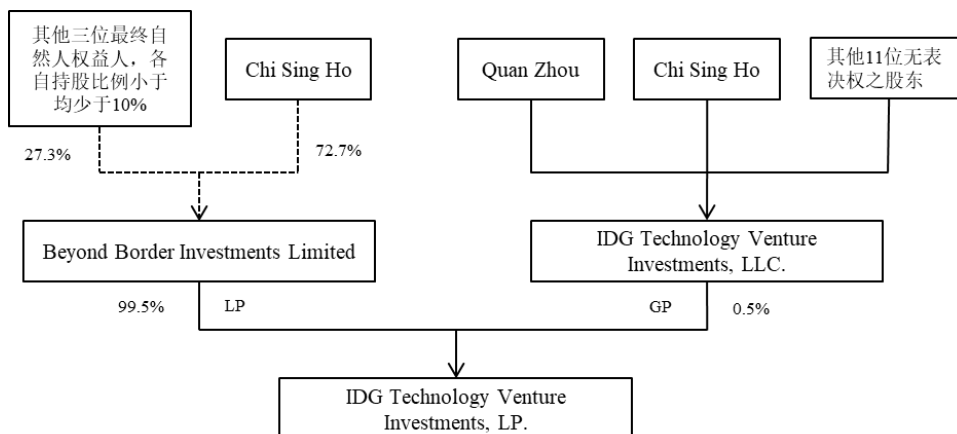 其他三位最终自
然人权益人，各
自持股比例小于
均少于10%
Chi Sing Ho
Quan Zhou
Chi Sing Ho
其他11位无表
决权之股东
27.3%
72.7%
Beyond Border Investments Limited
IDG Technology Venture
Investments, LLC.
99.5%
LP
GP
0.5%
IDG Technology Venture
Investments, LP.